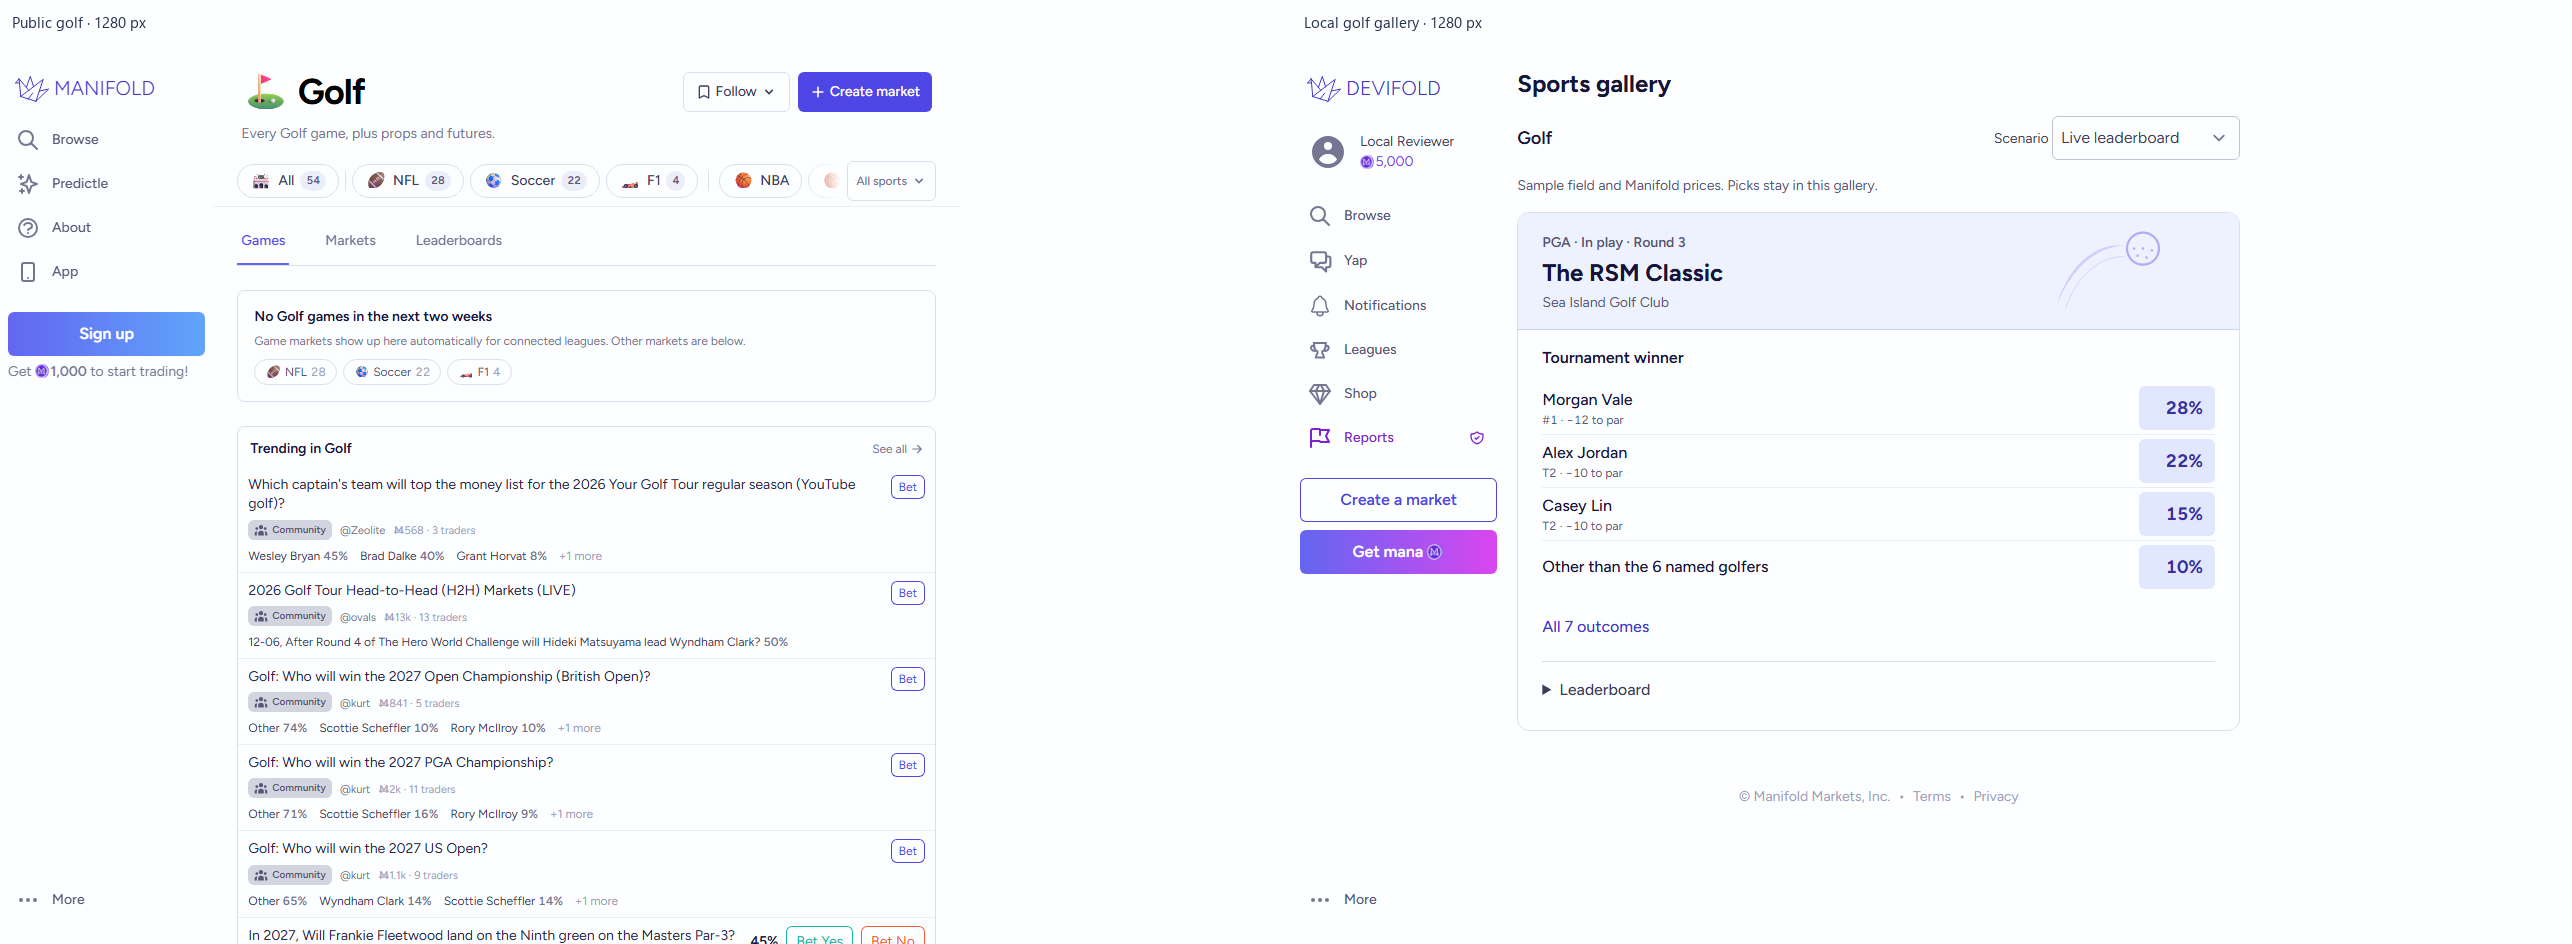 Public golf · 1280 px
MANIFOLD
Browse
Predictle
About
App
Sign up
Get 1,000 to start trading!
More
Golf
Follow
+ Create market
Every Golf game, plus props and futures.
All 54
NFL 28
Soccer 22
F1 4
NBA
All sports
Games
Markets
Leaderboards
No Golf games in the next two weeks
Game markets show up here automatically for connected leagues. Other markets are below.
NFL 28
Soccer 22
F1 4
Trending in Golf
See all →
Which captain's team will top the money list for the 2026 Your Golf Tour regular season (YouTube
golf)?
Bet
Community @Zeolite M568 · 3 traders
Wesley Bryan 45% Brad Dalke 40% Grant Horvat 8% +1 more
2026 Golf Tour Head-to-Head (H2H) Markets (LIVE)
Bet
Community @ovals M13k · 13 traders
12-06, After Round 4 of The Hero World Challenge will Hideki Matsuyama lead Wyndham Clark? 50%
Golf: Who will win the 2027 Open Championship (British Open)?
Bet
Community @kurt M841 · 5 traders
Other 74% Scottie Scheffler 10% Rory McIlroy 10% +1 more
Golf: Who will win the 2027 PGA Championship?
Bet
Community @kurt M2k · 11 traders
Other 71% Scottie Scheffler 16% Rory McIlroy 9% +1 more
Golf: Who will win the 2027 US Open?
Bet
Community @kurt M1.1k · 9 traders
Other 65% Wyndham Clark 14% Scottie Scheffler 14% +1 more
In 2027, Will Frankie Fleetwood land on the Ninth green on the Masters Par-3?
45%
Bet Yes
Bet No
Local golf gallery · 1280 px
DEVIFOLD
Local Reviewer
5,000
Browse
Yap
Notifications
Leagues
Shop
Reports
Create a market
Get mana
More
Sports gallery
Golf
Scenario
Live leaderboard
Sample field and Manifold prices. Picks stay in this gallery.
PGA · In play · Round 3
The RSM Classic
Sea Island Golf Club
Tournament winner
Morgan Vale
#1 · −12 to par
28%
Alex Jordan
T2 · −10 to par
22%
Casey Lin
T2 · −10 to par
15%
Other than the 6 named golfers
10%
All 7 outcomes
Leaderboard
© Manifold Markets, Inc. • Terms • Privacy